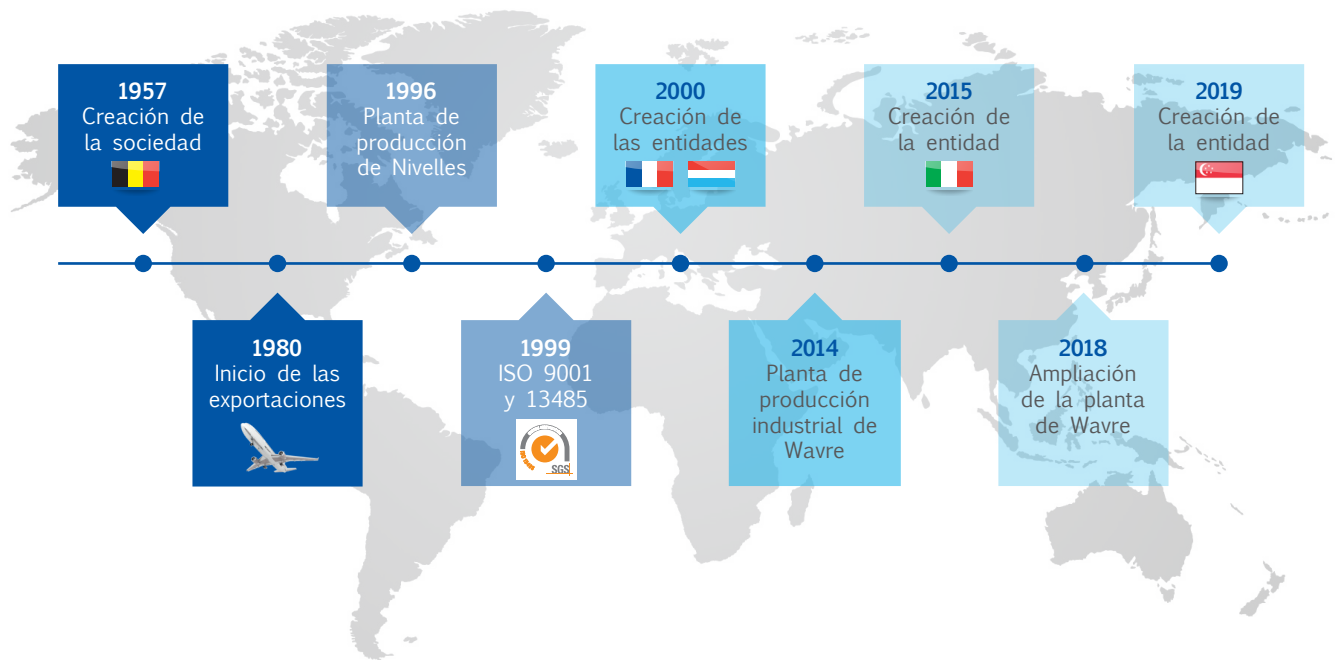 1957
Creación de
la sociedad
1980
Inicio de las
exportaciones
1996
Planta de
producción
de Nivelles
1999
ISO 9001
y 13485
SGS
2000
Creación de
las entidades
2014
Planta de
producción
industrial de
Wavre
2015
Creación de
la entidad
2018
Ampliación
de la planta
de Wavre
2019
Creación de
la entidad